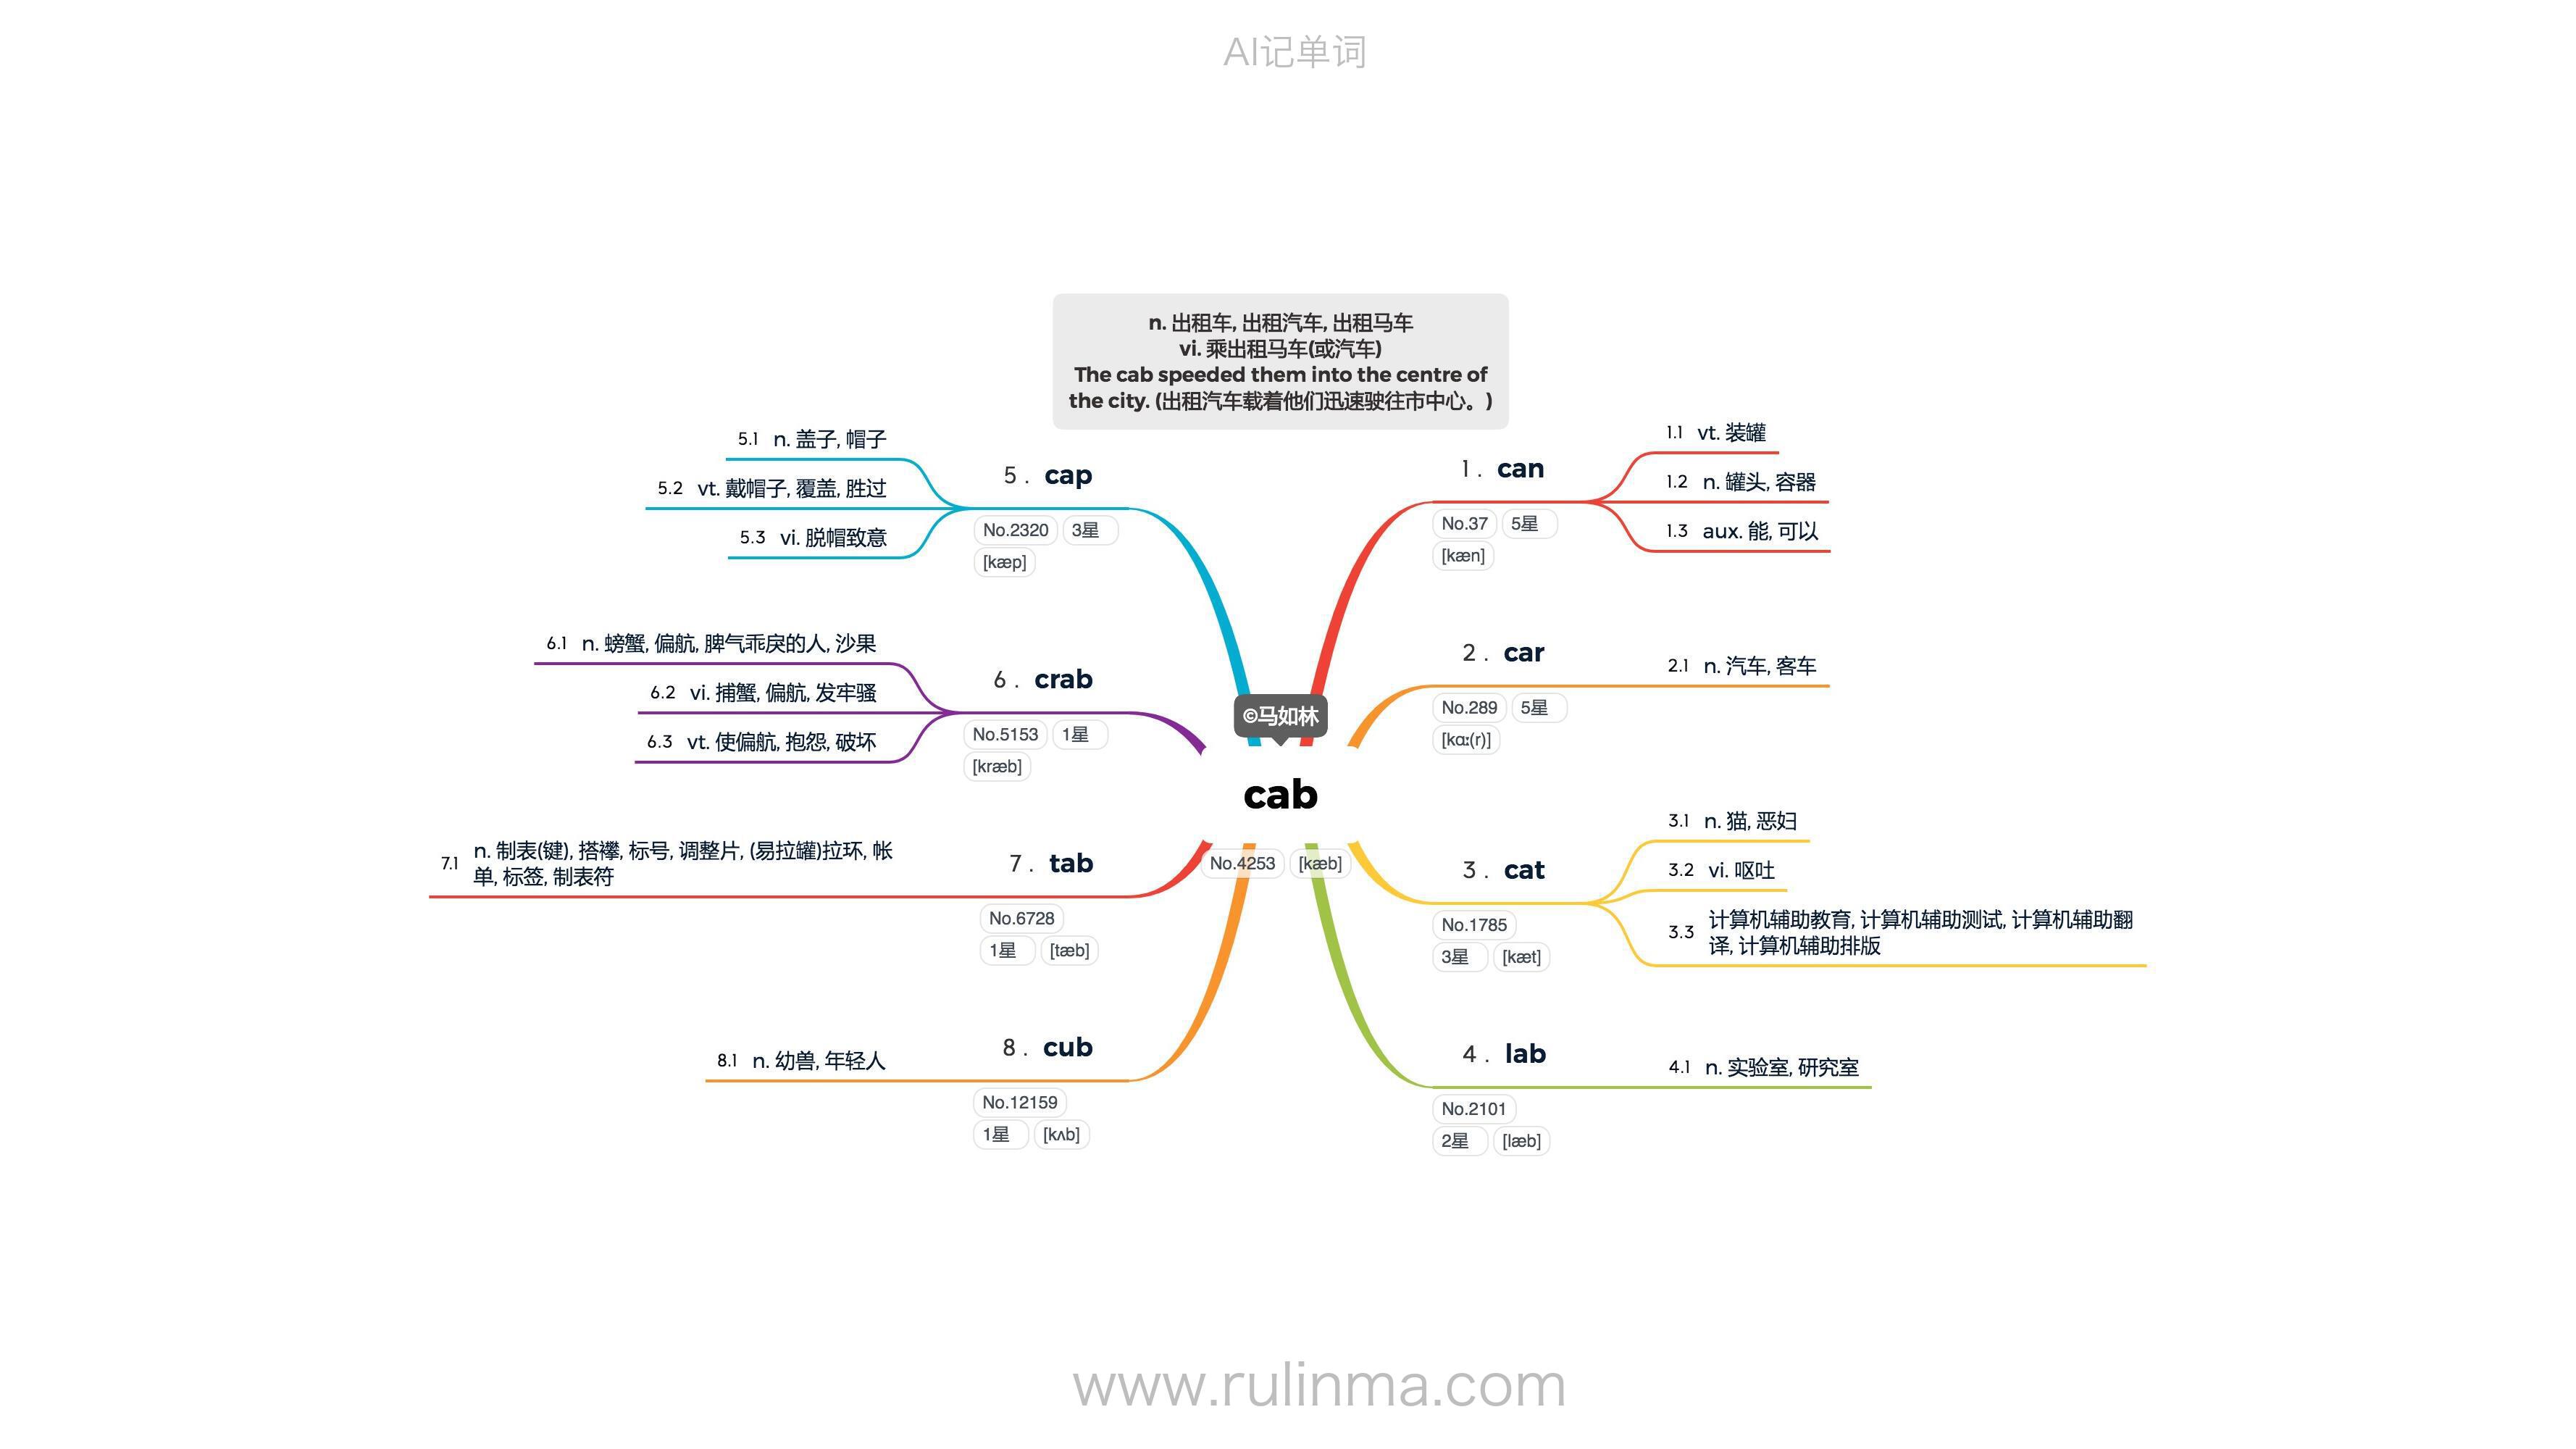 AI记单词
n. 出租车, 出租汽车, 出租马车
vi. 乘出租马车(或汽车)
The cab speeded them into the centre of
the city. (出租汽车载着他们迅速驶往市中心。)
©马如林
cab
No.4253 [kæb]
1. can
No.37 5星
[kæn]
1.1 vt. 装罐
1.2 n. 罐头, 容器
1.3 aux. 能, 可以
2. car
No.289 5星
[kɑː(r)]
2.1 n. 汽车, 客车
3. cat
No.1785
3星 [kæt]
3.1 n. 猫, 恶妇
3.2 vi. 呕吐
3.3 计算机辅助教育, 计算机辅助测试, 计算机辅助翻
译, 计算机辅助排版
4. lab
No.2101
2星 [læb]
4.1 n. 实验室, 研究室
5. cap
No.2320 3星
[kæp]
5.1 n. 盖子, 帽子
5.2 vt. 戴帽子, 覆盖, 胜过
5.3 vi. 脱帽致意
6. crab
No.5153 1星
[kræb]
6.1 n. 螃蟹, 偏航, 脾气乖戾的人, 沙果
6.2 vi. 捕蟹, 偏航, 发牢骚
6.3 vt. 使偏航, 抱怨, 破坏
7. tab
No.6728
1星 [tæb]
7.1 n. 制表(键), 搭襻, 标号, 调整片, (易拉罐)拉环, 帐
单, 标签, 制表符
8. cub
No.12159
1星 [kʌb]
8.1 n. 幼兽, 年轻人
www.rulinma.com